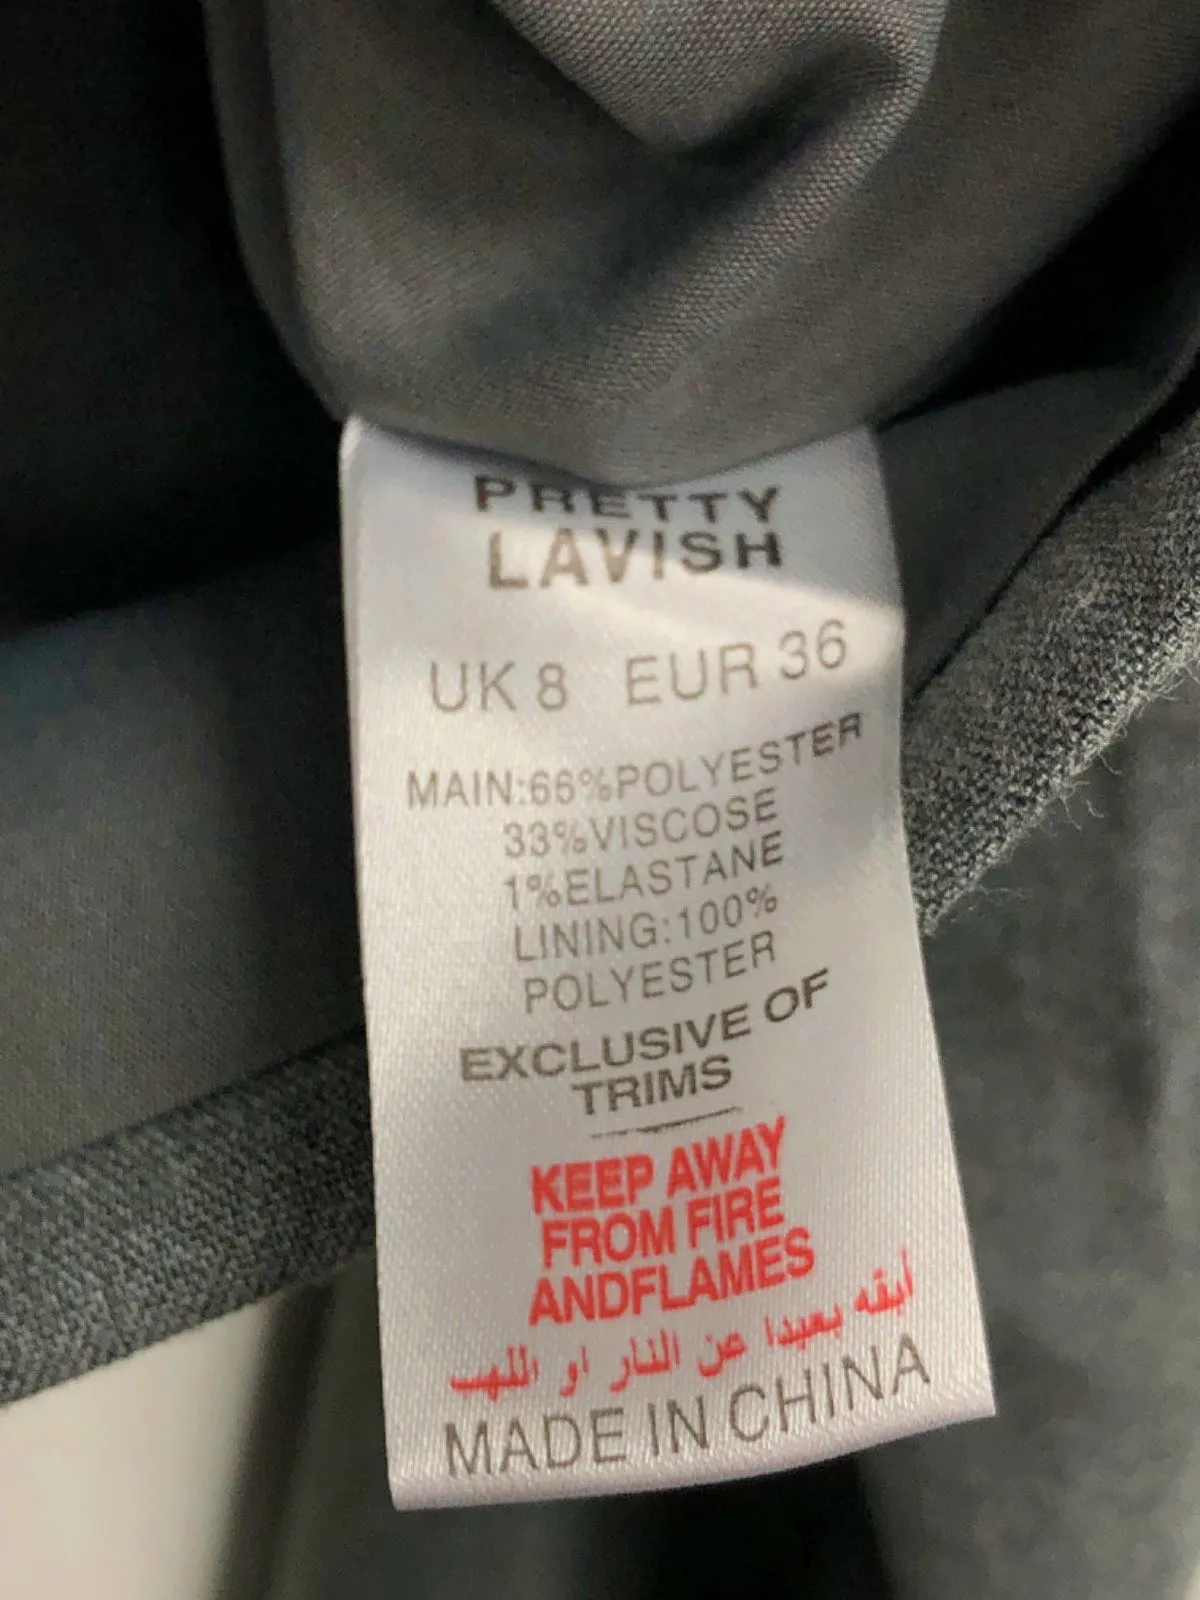 PRETTY
LAVISH
UK 8 EUR 36
MAIN:66%POLYESTER
33%VISCOSE
1%ELASTANE
LINING:100%
POLYESTER
EXCLUSIVE OF
TRIMS
KEEP AWAY
FROM FIRE
ANDFLAMES
أبقه بعيدا عن النار او اللهب
MADE IN CHINA